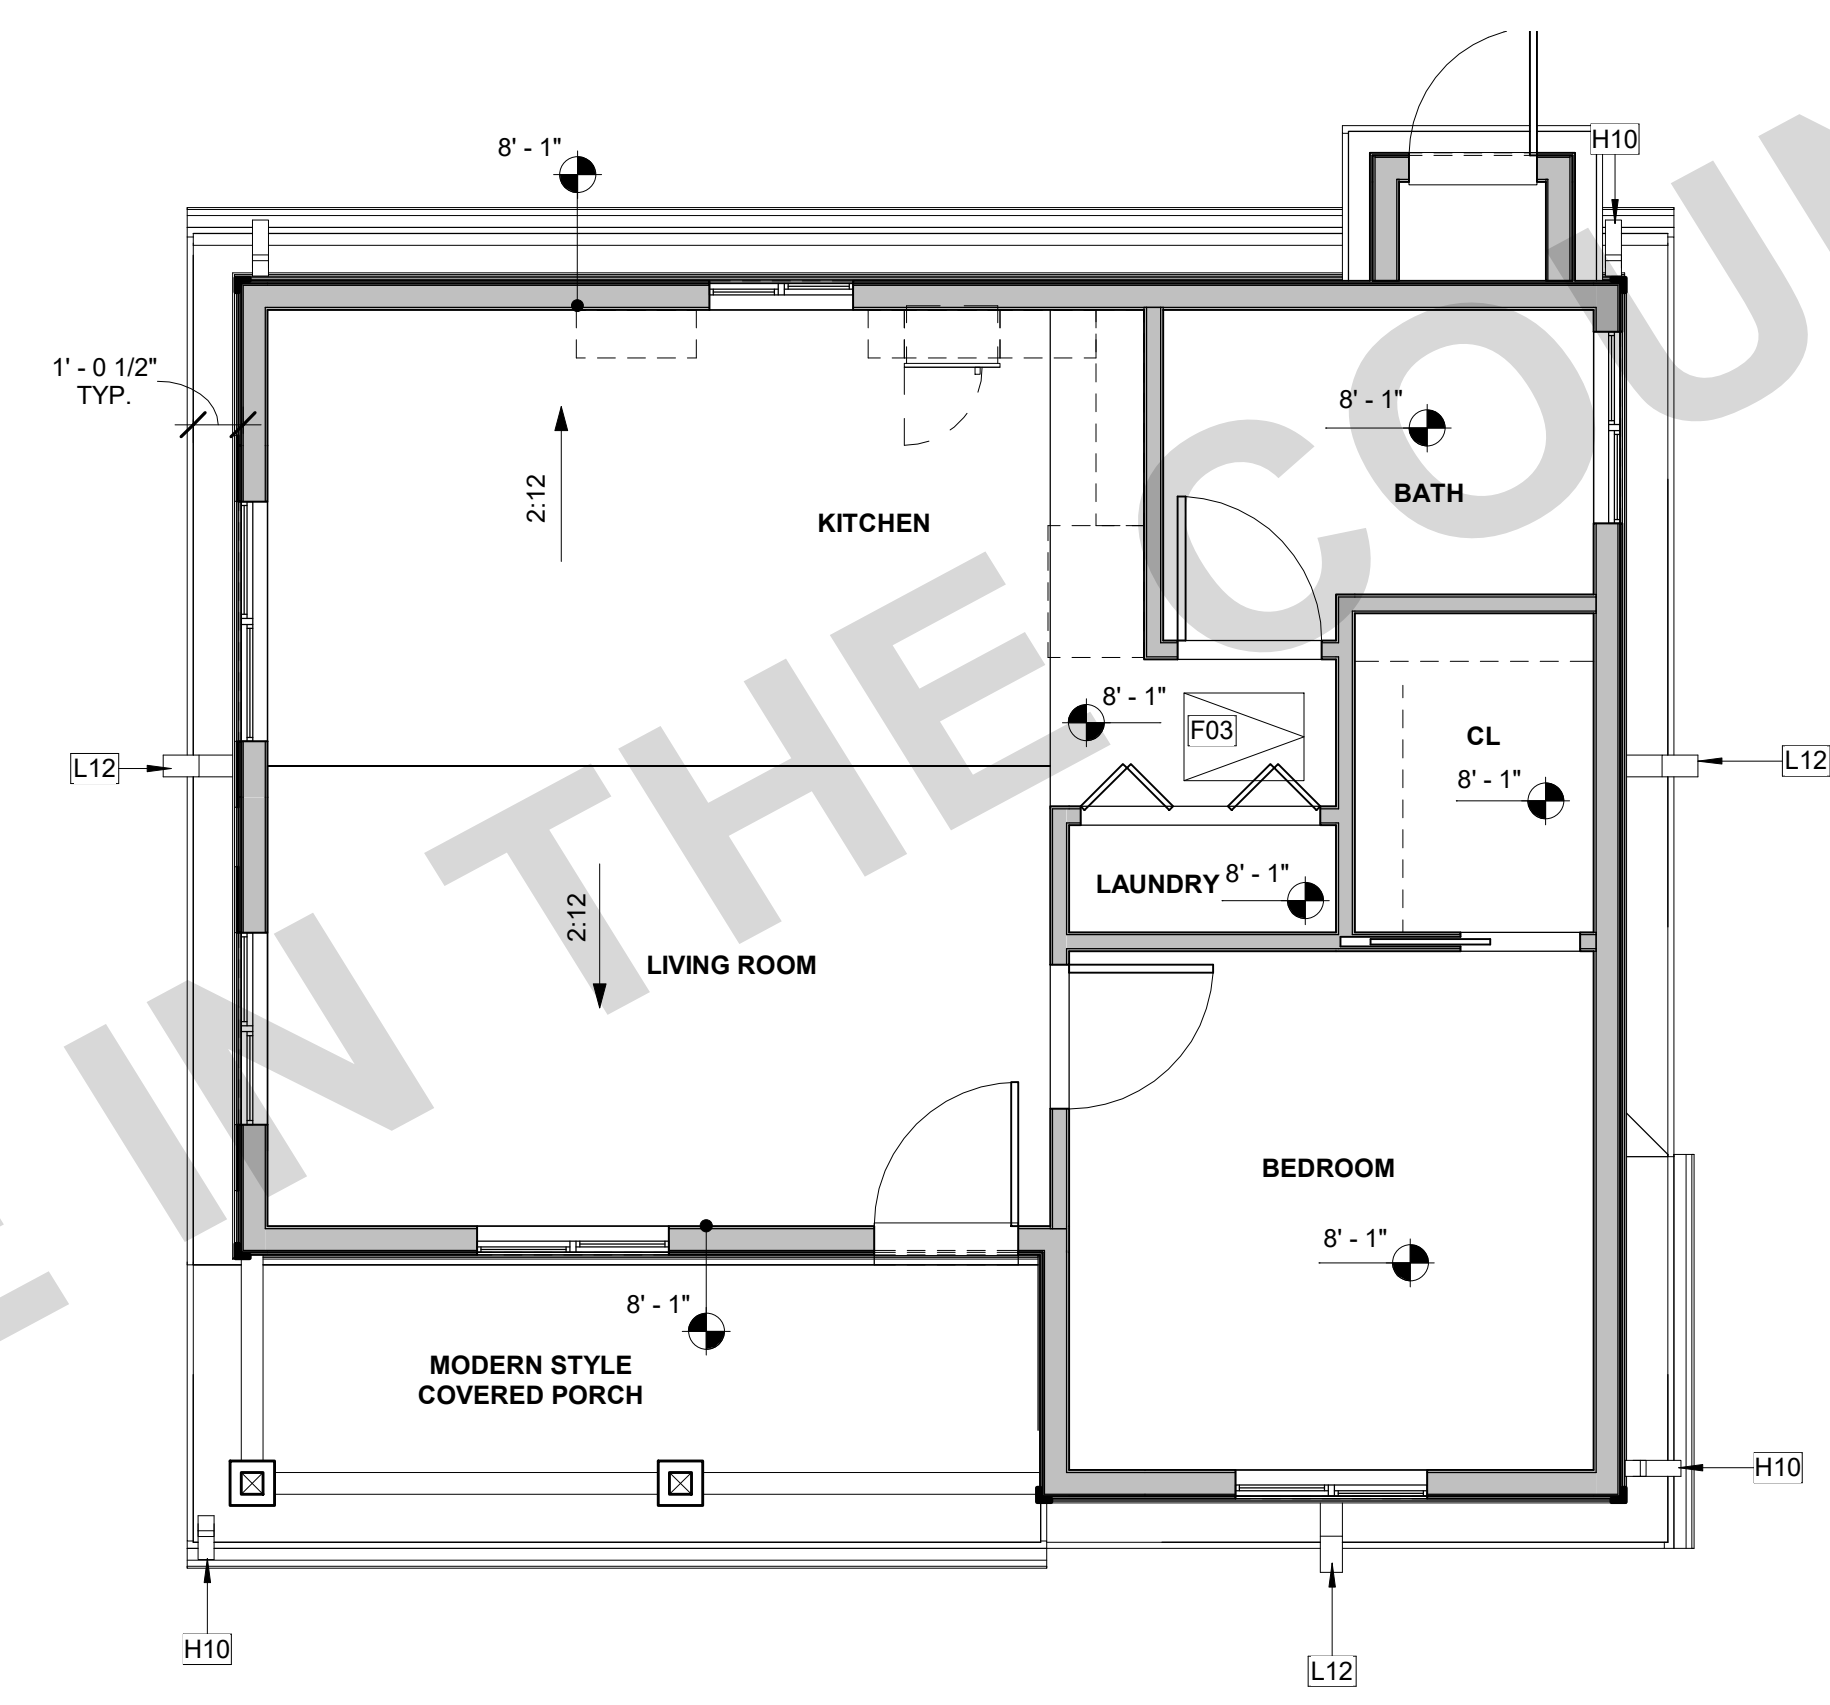 8' - 1"
H10
1' - 0 1/2"
TYP.
2:12
KITCHEN
8' - 1"
BATH
8' - 1"
F03
CL
8' - 1"
L12
L12
2:12
LIVING ROOM
LAUNDRY
8' - 1"
BEDROOM
8' - 1"
8' - 1"
MODERN STYLE
COVERED PORCH
H10
H10
L12
IN THE COUN